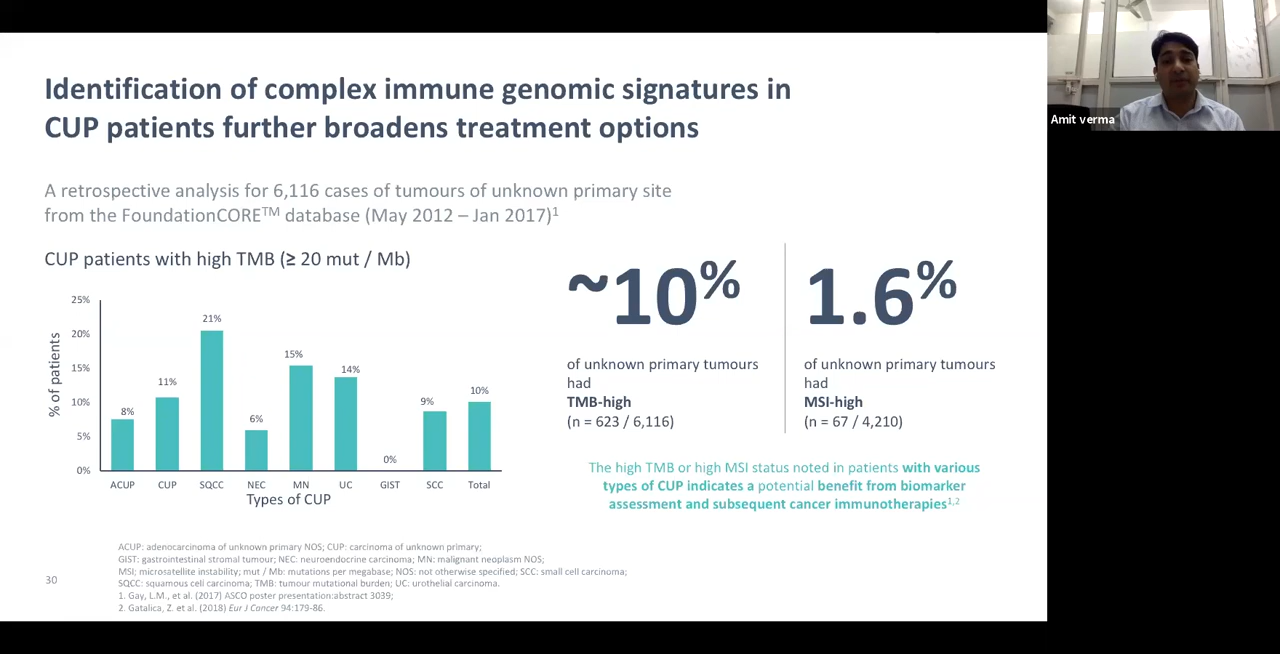 Identification of complex immune genomic signatures in
CUP patients further broadens treatment options
Amit verma
A retrospective analysis for 6,116 cases of tumours of unknown primary site
from the FoundationCORE™ database (May 2012 – Jan 2017)¹
CUP patients with high TMB (≥ 20 mut / Mb)
% of patients
25%
20%
15%
10%
5%
0%
8%
11%
21%
6%
15%
14%
0%
9%
10%
ACUP CUP SQCC NEC MN UC GIST SCC Total
Types of CUP
~10%
of unknown primary tumours
had
TMB-high
(n = 623 / 6,116)
1.6%
of unknown primary tumours
had
MSI-high
(n = 67 / 4,210)
The high TMB or high MSI status noted in patients with various
types of CUP indicates a potential benefit from biomarker
assessment and subsequent cancer immunotherapies¹,²
ACUP: adenocarcinoma of unknown primary NOS; CUP: carcinoma of unknown primary;
GIST: gastrointestinal stromal tumour; NEC: neuroendocrine carcinoma; MN: malignant neoplasm NOS;
MSI: microsatellite instability; mut / Mb: mutations per megabase; NOS: not otherwise specified; SCC: small cell carcinoma;
SQCC: squamous cell carcinoma; TMB: tumour mutational burden; UC: urothelial carcinoma.
1. Gay, L.M., et al. (2017) ASCO poster presentation:abstract 3039;
2. Gatalica, Z. et al. (2018) Eur J Cancer 94:179-86.
30